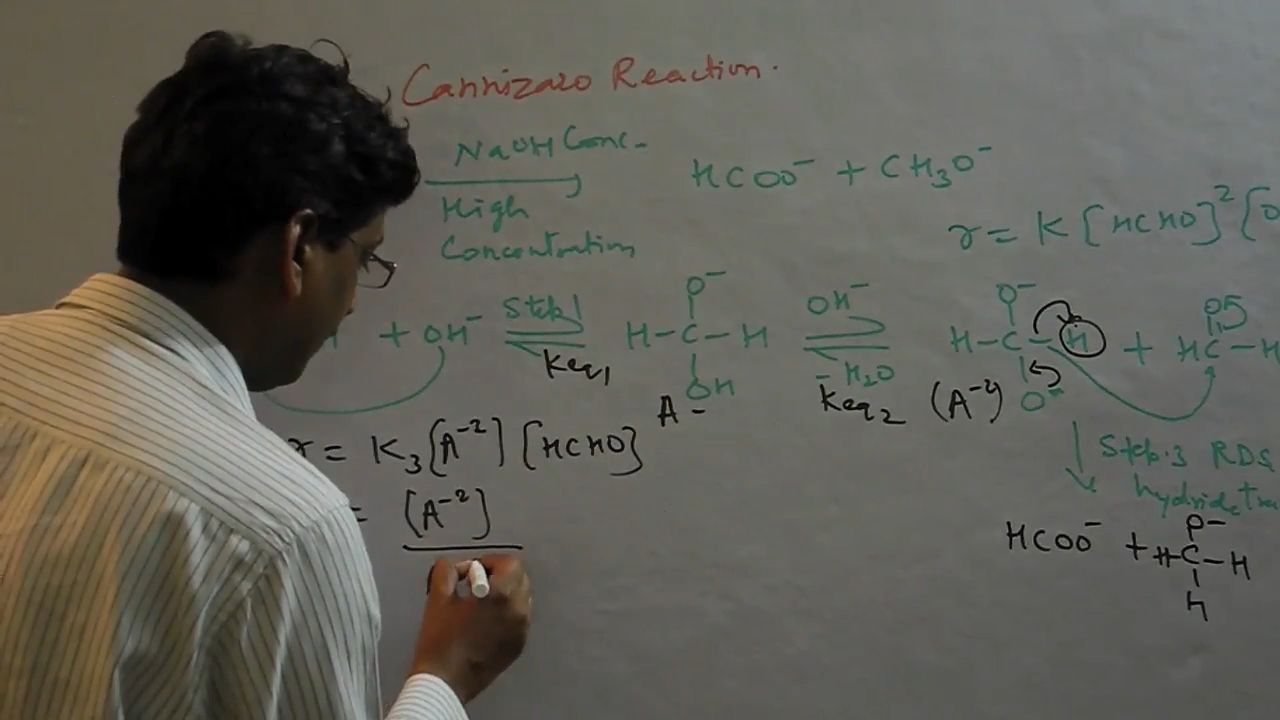 Cannizaro Reaction.
NaOH Conc.
HCOO⁻ + CH₃O⁻
High
Concentration
r = K [HCHO]² [O
H + OH⁻ Step 1 Keq₁
O⁻
H-C-H
OH
A-
OH⁻
-H₂O
Keq₂
(A⁻²)
O⁻
H-C-H
O⁻
+ HC-H
O
r = K₃ [A⁻²] [HCHO]
Step.3 RDS
= [A⁻²]
HCOO⁻ + H-C-H
O⁻
H